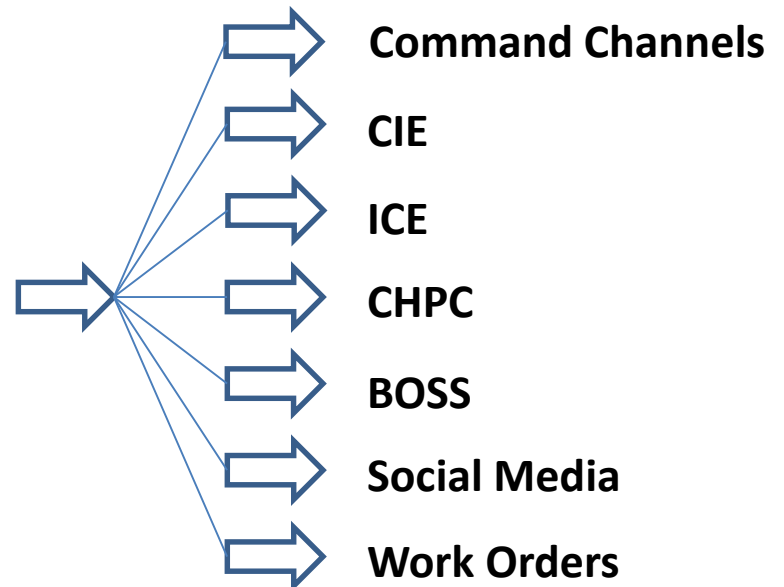 Command Channels
CIE
ICE
CHPC
BOSS
Social Media
Work Orders